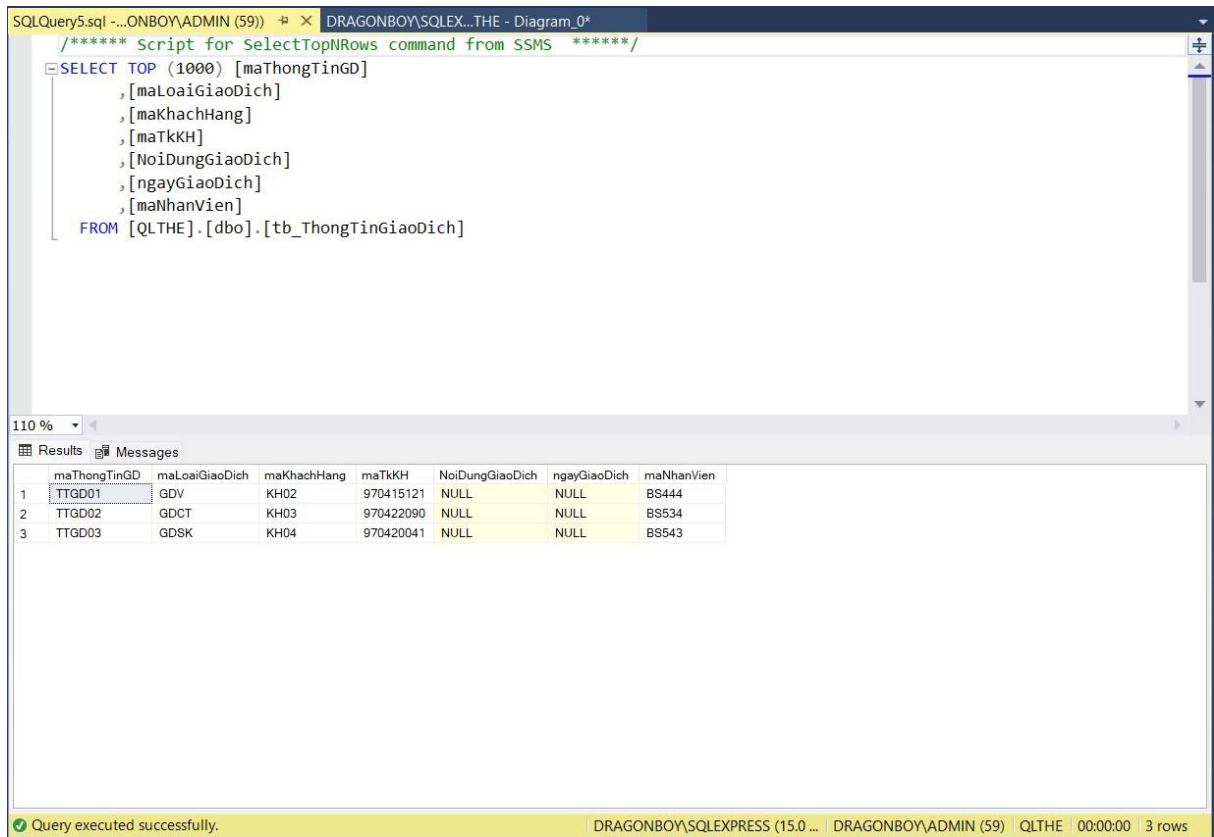 SQLQuery5.sql -...ONBOY\ADMIN (59)) DRAGONBOY\SQLEX...THE - Diagram_0*
/****** Script for SelectTopNRows command from SSMS ******/
SELECT TOP (1000) [maThongTinGD]
,[maLoaiGiaoDich]
,[maKhachHang]
,[maTkKH]
,[NoiDungGiaoDich]
,[ngayGiaoDich]
,[maNhanVien]
FROM [QLTHE].[dbo].[tb_ThongTinGiaoDich]
110 %
Results Messages
maThongTinGD maLoaiGiaoDich maKhachHang maTkKH NoiDungGiaoDich ngayGiaoDich maNhanVien
1 TTGD01 GDV KH02 970415121 NULL NULL BS444
2 TTGD02 GDCT KH03 970422090 NULL NULL BS534
3 TTGD03 GDSK KH04 970420041 NULL NULL BS543
Query executed successfully. DRAGONBOY\SQLEXPRESS (15.0 ... DRAGONBOY\ADMIN (59) QLTHE 00:00:00 3 rows